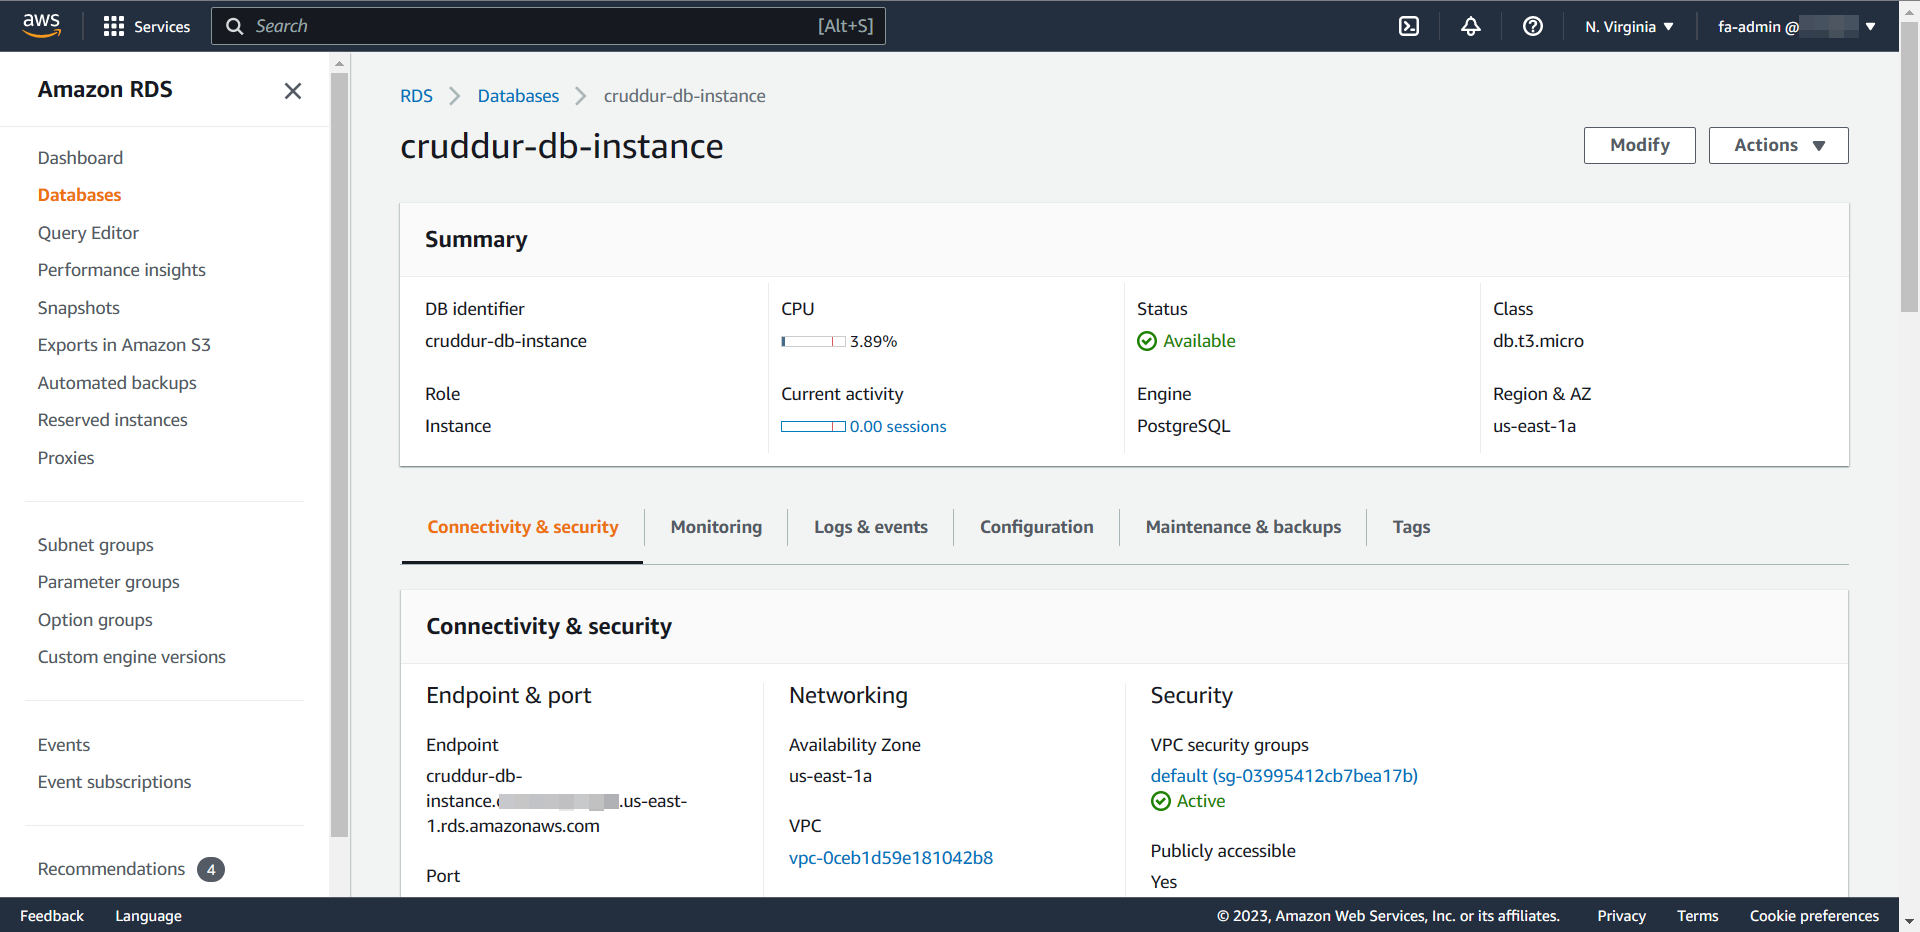 aws
Services
Search
[Alt+S]
N. Virginia
fa-admin @
Amazon RDS
Dashboard
Databases
Query Editor
Performance insights
Snapshots
Exports in Amazon S3
Automated backups
Reserved instances
Proxies
Subnet groups
Parameter groups
Option groups
Custom engine versions
Events
Event subscriptions
Recommendations 4
RDS > Databases > cruddur-db-instance
cruddur-db-instance
Modify
Actions
Summary
DB identifier
cruddur-db-instance
Role
Instance
CPU
3.89%
Current activity
0.00 sessions
Status
Available
Engine
PostgreSQL
Class
db.t3.micro
Region & AZ
us-east-1a
Connectivity & security
Monitoring
Logs & events
Configuration
Maintenance & backups
Tags
Connectivity & security
Endpoint & port
Endpoint
cruddur-db-
instance.
.us-east-
1.rds.amazonaws.com
Port
Networking
Availability Zone
us-east-1a
VPC
vpc-0ceb1d59e181042b8
Security
VPC security groups
default (sg-03995412cb7bea17b)
Active
Publicly accessible
Yes
Feedback
Language
© 2023, Amazon Web Services, Inc. or its affiliates.
Privacy
Terms
Cookie preferences